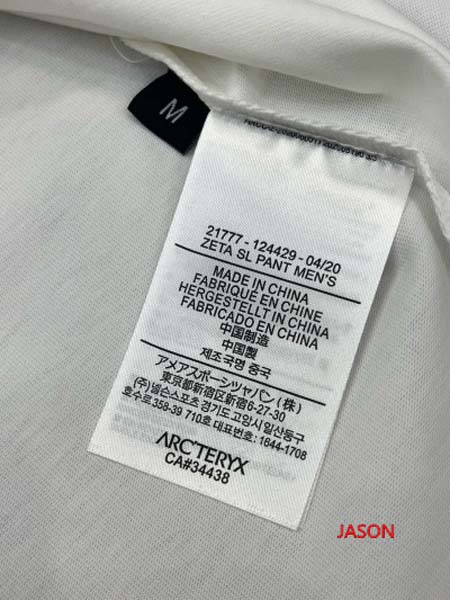 M
21777 - 124429 - 04/20
ZETA SL PANT MEN'S
MADE IN CHINA
FABRIQUÉ EN CHINE
HERGESTELLT IN CHINA
FABRICADO EN CHINA
中国制造
中国製
제조국명 중국
アメアスポーツジャパン (株)
東京都新宿区新宿6-27-30
(주)넬슨스포츠 경기도고양시일산동구
호수로 358-39 710호 대표번호: 1644-1708
ARC'TERYX
CA#34438
JASON